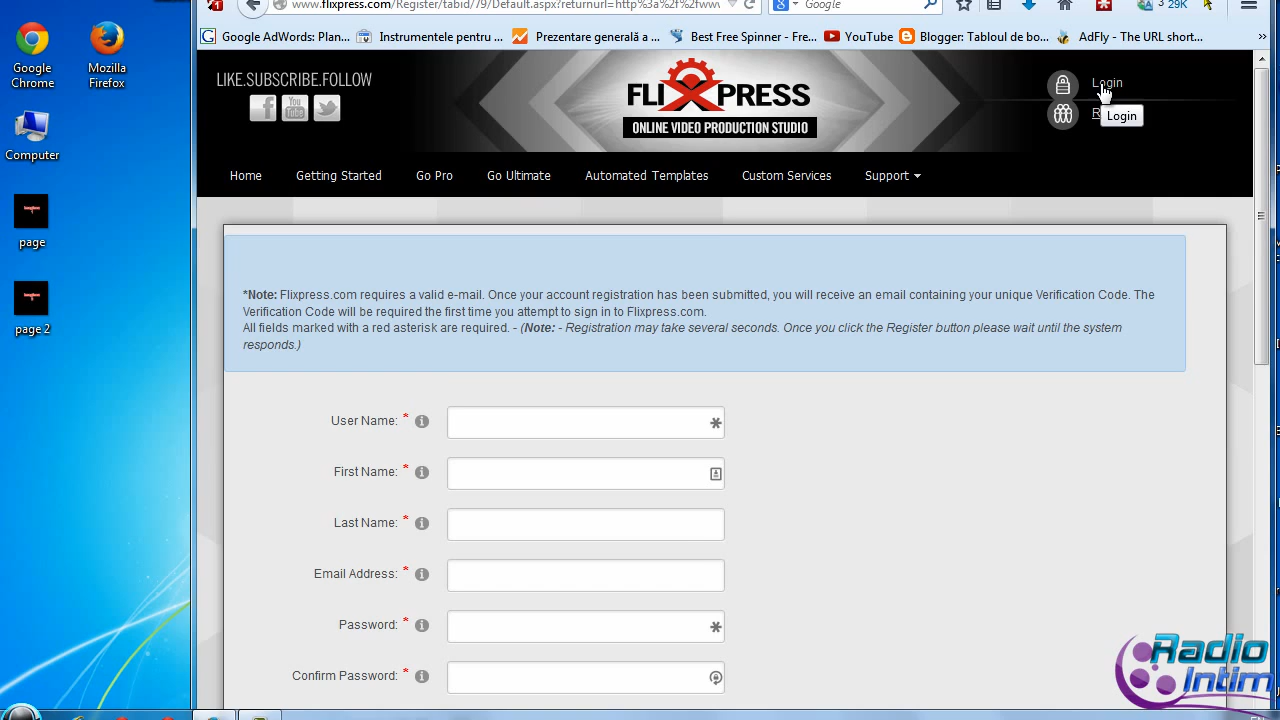 Google Chrome
Mozilla Firefox
Computer
page
page 2
www.flixpress.com/Register/tabid/79/Default.aspx?returnurl=http%3a%2f%2fwww
Google
29K
Google AdWords: Plan...
Instrumentele pentru ...
Prezentare generală a ...
Best Free Spinner - Fre...
YouTube
Blogger: Tabloul de bo...
AdFly - The URL short...
LIKE.SUBSCRIBE.FOLLOW
You Tube
FLIXPRESS
ONLINE VIDEO PRODUCTION STUDIO
Login
R
Login
Home
Getting Started
Go Pro
Go Ultimate
Automated Templates
Custom Services
Support
*Note: Flixpress.com requires a valid e-mail. Once your account registration has been submitted, you will receive an email containing your unique Verification Code. The
Verification Code will be required the first time you attempt to sign in to Flixpress.com.
All fields marked with a red asterisk are required. - (Note: - Registration may take several seconds. Once you click the Register button please wait until the system
responds.)
User Name: *
First Name: *
Last Name: *
Email Address: *
Password: *
Confirm Password: *
Radio
Intim